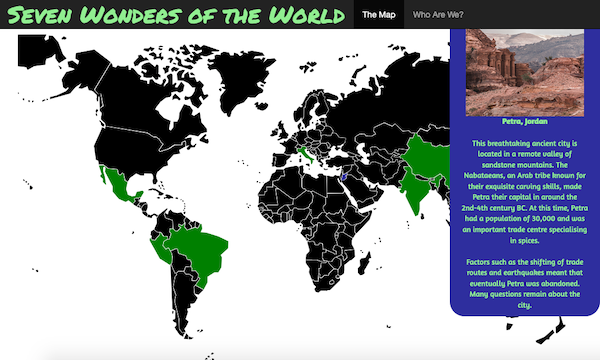 Seven Wonders of the World
The Map
Who Are We?
Petra, Jordan
This breathtaking ancient city is
located in a remote valley of
sandstone mountains. The
Nabataeans, an Arab tribe known for
their exquisite carving skills, made
Petra their capital in around the
2nd-4th century BC. At this time, Petra
had a population of 30,000 and was
an important trade centre specialising
in spices.
Factors such as the shifting of trade
routes and earthquakes meant that
eventually Petra was abandoned.
Many questions remain about the
city.